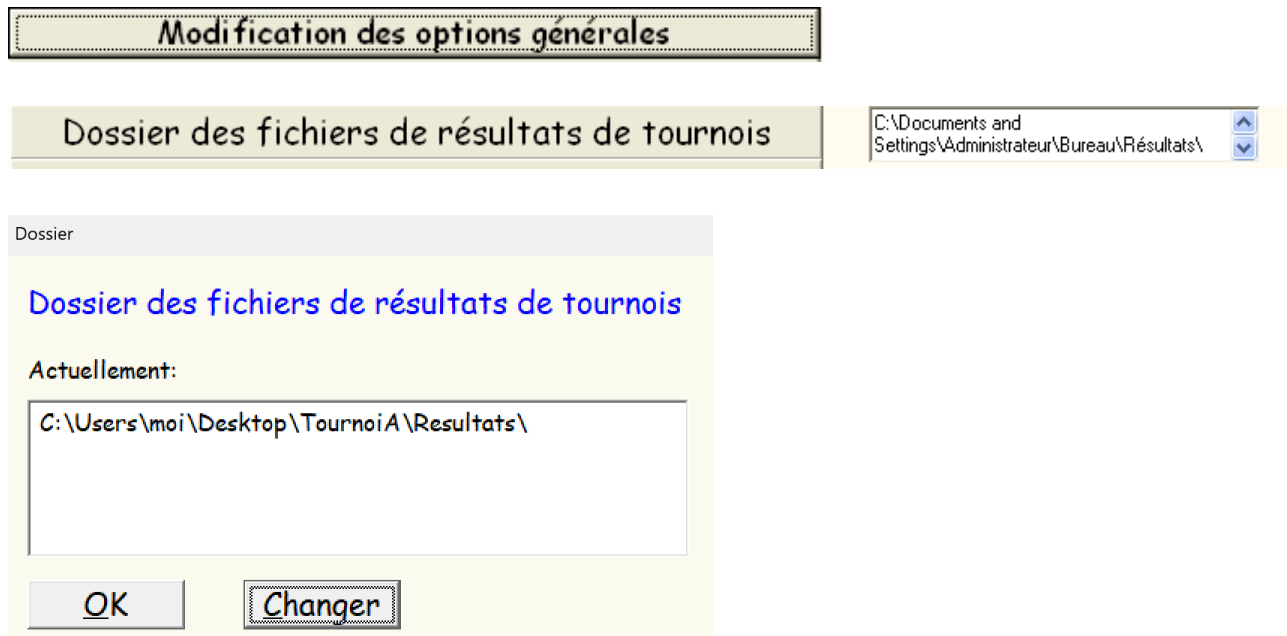 Modification des options générales
Dossier des fichiers de résultats de tournois
C:\Documents and
Settings\Administrateur\Bureau\Résultats\
Dossier
Dossier des fichiers de résultats de tournois
Actuellement:
C:\Users\moi\Desktop\TournoiA\Resultats\
OK
Changer